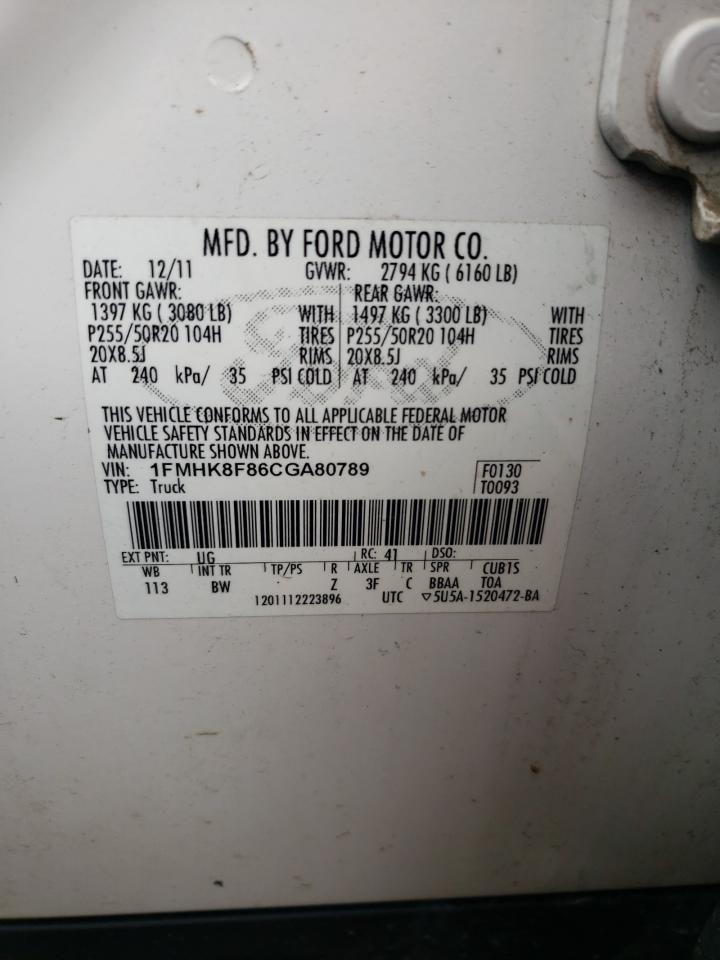 MFD. BY FORD MOTOR CO.
DATE: 12/11 GVWR: 2794 KG ( 6160 LB)
FRONT GAWR: REAR GAWR:
1397 KG ( 3080 LB) WITH 1497 KG ( 3300 LB) WITH
P255/50R20 104H TIRES P255/50R20 104H TIRES
20X8.5J RIMS 20X8.5J RIMS
AT 240 kPa/ 35 PSI COLD AT 240 kPa/ 35 PSI COLD
THIS VEHICLE CONFORMS TO ALL APPLICABLE FEDERAL MOTOR
VEHICLE SAFETY STANDARDS IN EFFECT ON THE DATE OF
MANUFACTURE SHOWN ABOVE.
VIN: 1FMHK8F86CGA80789 F0130
TYPE: Truck T0093
EXT PNT: UG RC: 41 DSO:
WB INT TR TP/PS R AXLE TR SPR CUB1S
113 BW Z 3F C BBAA TOA
1201112223896 UTC ▽5U5A-1520472-BA